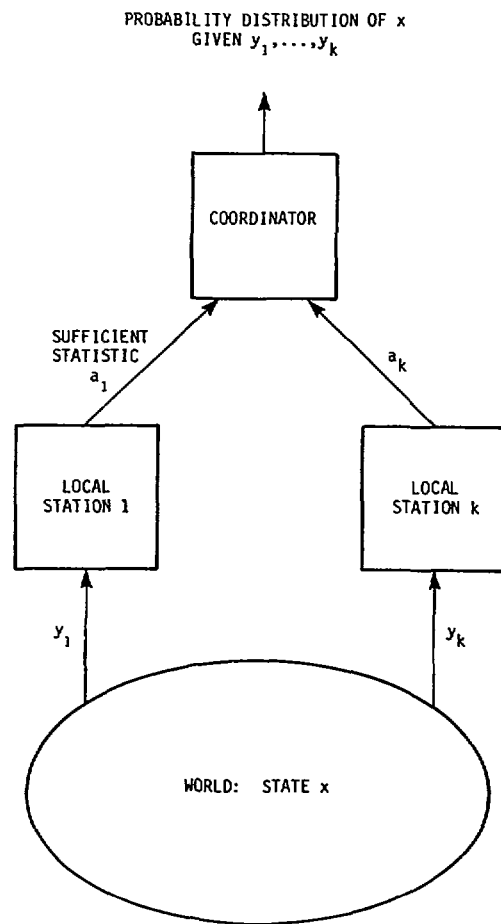 PROBABILITY DISTRIBUTION OF x
GIVEN y₁,...,yₖ
COORDINATOR
SUFFICIENT
STATISTIC
a₁
aₖ
LOCAL
STATION 1
LOCAL
STATION k
y₁
yₖ
WORLD: STATE x